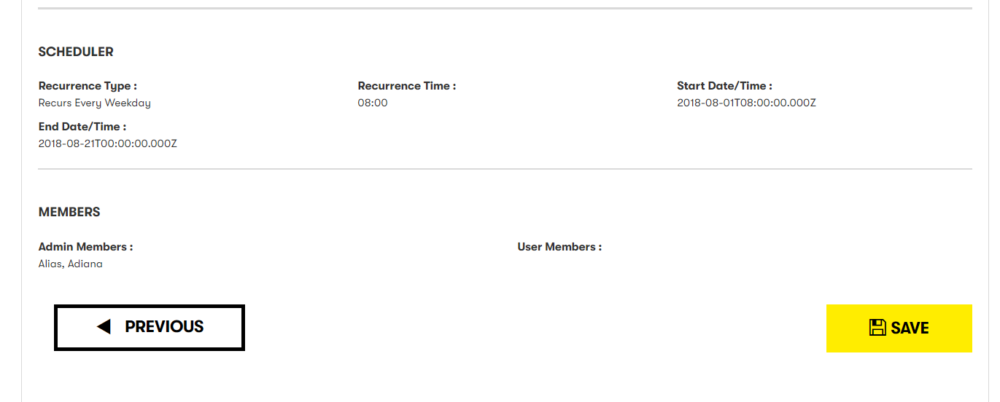 SCHEDULER
Recurrence Type :
Recurs Every Weekday
Recurrence Time :
08:00
Start Date/Time :
2018-08-01T08:00:00.000Z
End Date/Time :
2018-08-21T00:00:00.000Z
MEMBERS
Admin Members :
Alias, Adiana
User Members :
PREVIOUS
SAVE